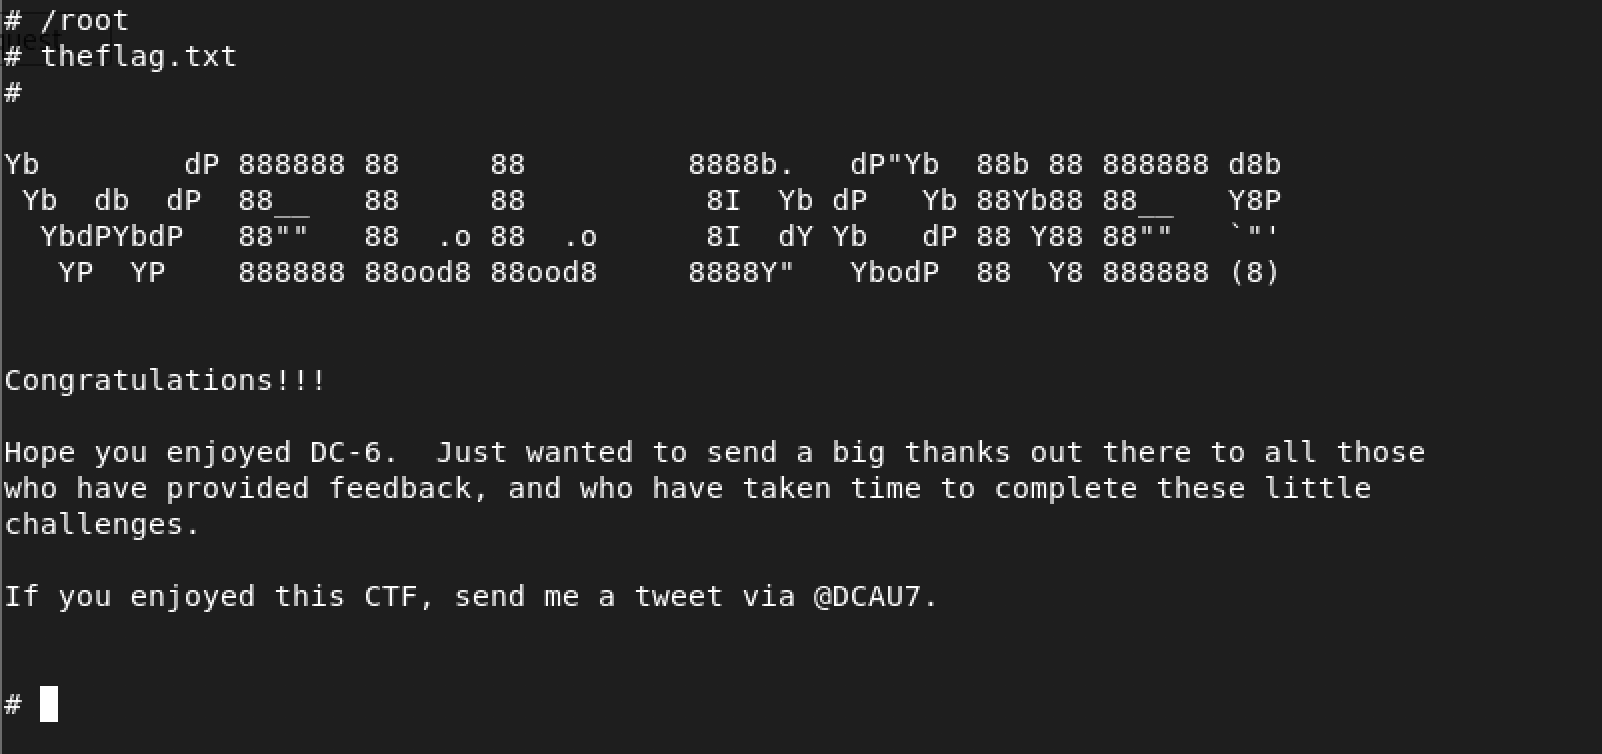 # /root
# theflag.txt
#
Yb        dP 888888 88     88         8888b.   dP"Yb  88b 88 888888 d8b
 Yb  db  dP  88__   88     88          8I  Yb dP   Yb 88Yb88 88__   Y8P
  YbdPYbdP   88""   88  .o 88  .o      8I  dY Yb   dP 88 Y88 88""   `"'
   YP  YP    888888 88ood8 88ood8     8888Y"   YbodP  88  Y8 888888 (8)
Congratulations!!!
Hope you enjoyed DC-6.  Just wanted to send a big thanks out there to all those
who have provided feedback, and who have taken time to complete these little
challenges.
If you enjoyed this CTF, send me a tweet via @DCAU7.
#